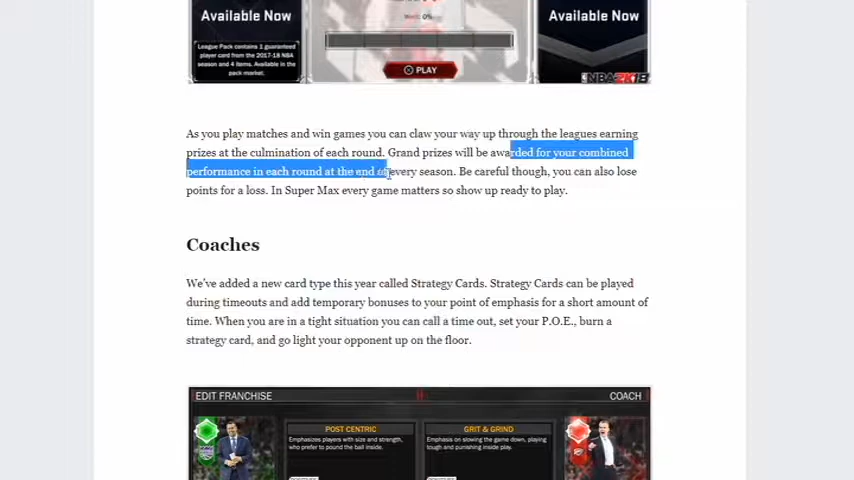 Available Now
League Pack contains 1 guaranteed
player card from the 2017-18 NBA
season and 4 items. Available in the
pack market.
PLAY
Available Now
NBA2K18
As you play matches and win games you can claw your way up through the leagues earning
prizes at the culmination of each round. Grand prizes will be awarded for your combined
performance in each round at the end of every season. Be careful though, you can also lose
points for a loss. In Super Max every game matters so show up ready to play.
Coaches
We've added a new card type this year called Strategy Cards. Strategy Cards can be played
during timeouts and add temporary bonuses to your point of emphasis for a short amount of
time. When you are in a tight situation you can call a time out, set your P.O.E., burn a
strategy card, and go light your opponent up on the floor.
EDIT FRANCHISE
COACH
POST CENTRIC
Emphasizes players with size and strength,
who prefer to pound the ball inside.
GRIT & GRIND
Emphasis on slowing the game down, playing
tough and punishing inside play.